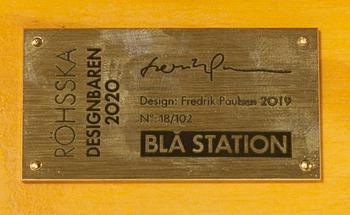 RÖHSSKA
DESIGNBAREN
2020
Design: Fredrik Paulsen 2019
Nº: 18/102
BLÅ STATION